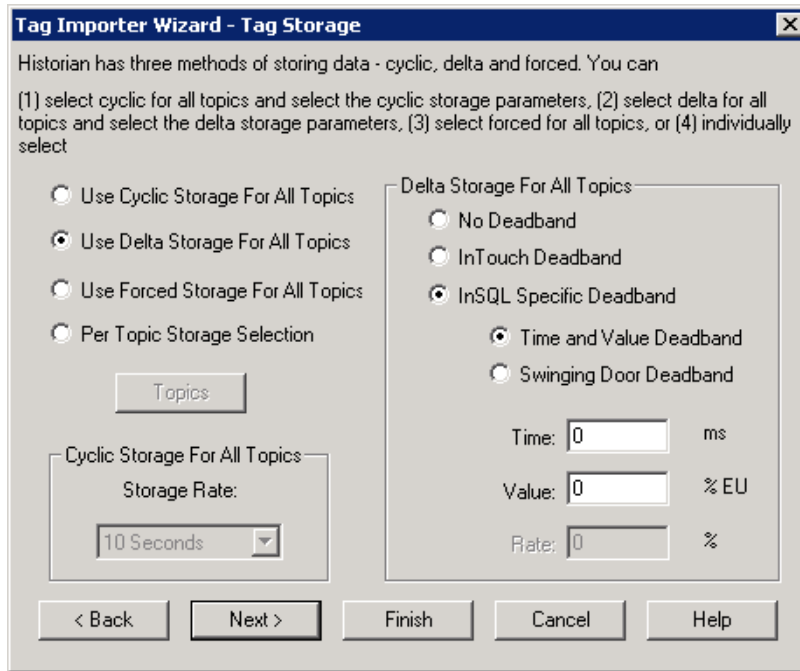 Tag Importer Wizard - Tag Storage
Historian has three methods of storing data - cyclic, delta and forced. You can
(1) select cyclic for all topics and select the cyclic storage parameters, (2) select delta for all
topics and select the delta storage parameters, (3) select forced for all topics, or (4) individually
select
Use Cyclic Storage For All Topics
Use Delta Storage For All Topics
Use Forced Storage For All Topics
Per Topic Storage Selection
Topics
Cyclic Storage For All Topics
Storage Rate:
10 Seconds
Delta Storage For All Topics
No Deadband
InTouch Deadband
InSQL Specific Deadband
Time and Value Deadband
Swinging Door Deadband
Time: 0 ms
Value: 0 % EU
Rate: 0 %
< Back Next > Finish Cancel Help